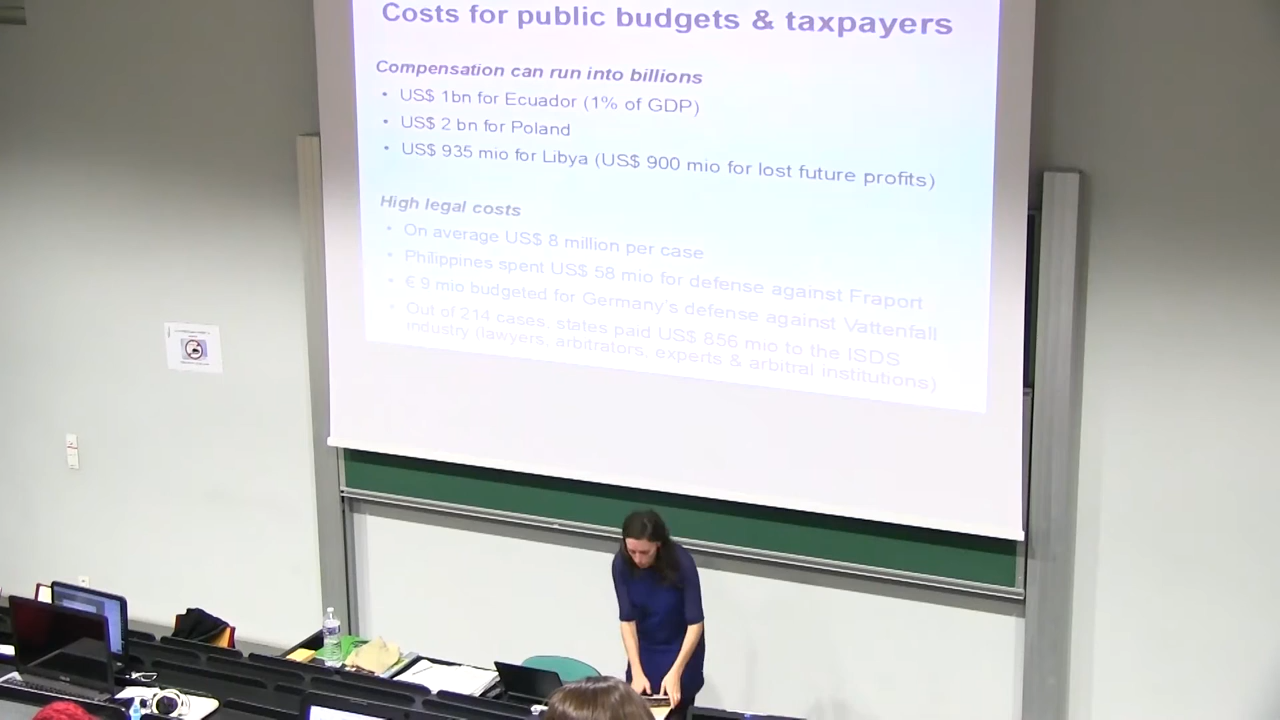 Costs for public budgets & taxpayers
Compensation can run into billions
• US$ 1bn for Ecuador (1% of GDP)
• US$ 2 bn for Poland
• US$ 935 mio for Libya (US$ 900 mio for lost future profits)
High legal costs
• On average US$ 8 million per case
• Philippines spent US$ 58 mio for defense against Fraport
• € 9 mio budgeted for Germany's defense against Vattenfall
• Out of 214 cases, states paid US$ 856 mio to the ISDS
industry (lawyers, arbitrators, experts & arbitral institutions)